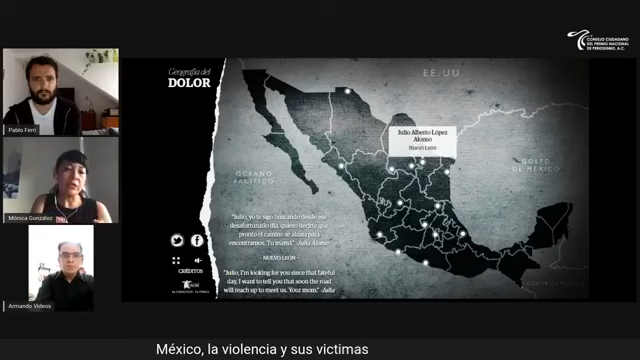 CONSEJO CIUDADANO
DEL PREMIO NACIONAL
DE PERIODISMO, A.C.
Geografía del
DOLOR
EE.UU.
Pablo Ferri
Julio Alberto López
Alonso
Nuevo León
OCÉANO
PACÍFICO
GOLFO
DE MÉXICO
Mónica González
"Julio, yo te sigo buscando desde ese
desafortunado día, quiero decirte que
pronto el camino se abrirá para
encontrarnos. Tu mamá." -Julia Alonso
-NUEVO LEÓN-
"Julio, I'm looking for you since that fateful
day, I want to tell you that soon the road
will reach up to meet us. Your mom." -Julia
CRÉDITOS
Armando Videos
México, la violencia y sus victimas